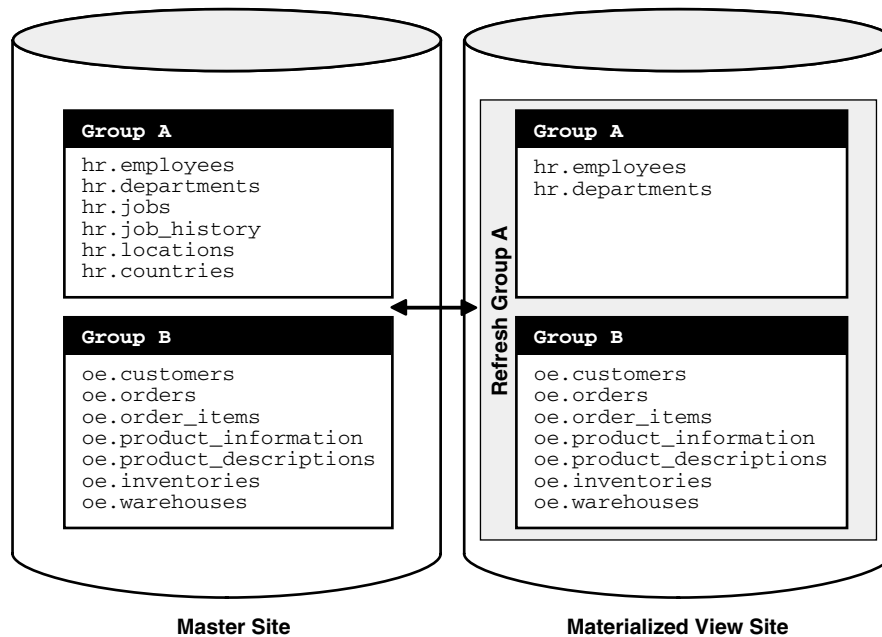 Group A
hr.employees
hr.departments
hr.jobs
hr.job_history
hr.locations
hr.countries
Group B
oe.customers
oe.orders
oe.order_items
oe.product_information
oe.product_descriptions
oe.inventories
oe.warehouses
Master Site
Refresh Group A
Group A
hr.employees
hr.departments
Group B
oe.customers
oe.orders
oe.order_items
oe.product_information
oe.product_descriptions
oe.inventories
oe.warehouses
Materialized View Site